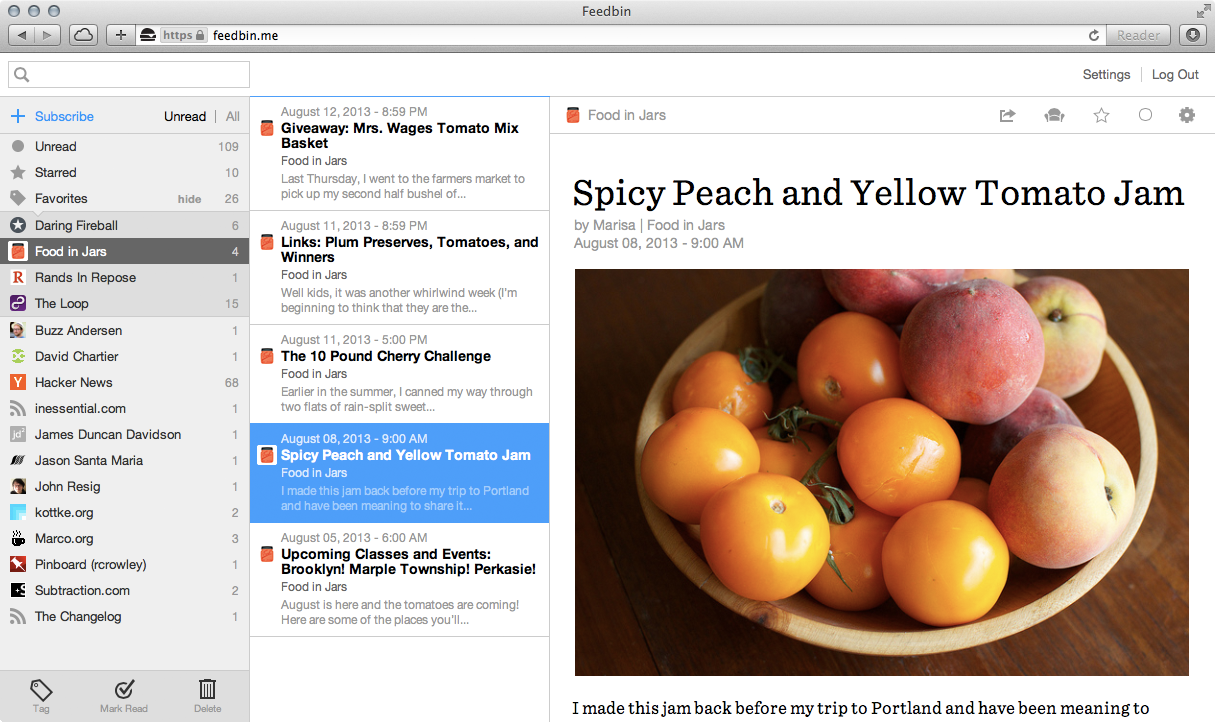 Feedbin
https feedbin.me
Reader
Settings
Log Out
Subscribe
Unread
All
Unread 109
Starred 10
Favorites hide 26
Daring Fireball 6
Food in Jars 4
R Rands In Repose 1
The Loop 15
Buzz Andersen 1
David Chartier 1
Y Hacker News 68
inessential.com 1
jd James Duncan Davidson 1
Jason Santa Maria 1
John Resig 1
kottke.org 2
Marco.org 3
Pinboard (rcrowley) 1
+S Subtraction.com 2
The Changelog 1
Tag
Mark Read
Delete
August 12, 2013 - 8:59 PM
Giveaway: Mrs. Wages Tomato Mix
Basket
Food in Jars
Last Thursday, I went to the farmers market to
pick up my second half bushel of...
August 11, 2013 - 8:59 PM
Links: Plum Preserves, Tomatoes, and
Winners
Food in Jars
Well kids, it was another whirlwind week (I'm
beginning to think that they are the...
August 11, 2013 - 5:00 PM
The 10 Pound Cherry Challenge
Food in Jars
Earlier in the summer, I canned my way through
two flats of rain-split sweet...
August 08, 2013 - 9:00 AM
Spicy Peach and Yellow Tomato Jam
Food in Jars
I made this jam back before my trip to Portland
and have been meaning to share it...
August 05, 2013 - 6:00 AM
Upcoming Classes and Events:
Brooklyn! Marple Township! Perkasie!
Food in Jars
August is here and the tomatoes are coming!
Here are some of the places you'll...
Food in Jars
Spicy Peach and Yellow Tomato Jam
by Marisa | Food in Jars
August 08, 2013 - 9:00 AM
I made this jam back before my trip to Portland and have been meaning to